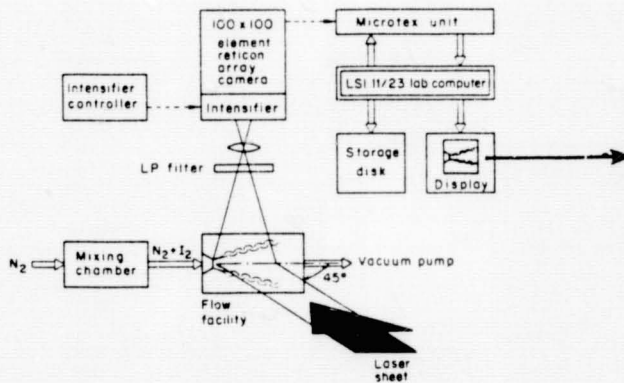 100 x 100
element
reticon
array
camera
Intensifier
Microtex unit
LSI 11/23 lab computer
Storage
disk
Display
Intensifier
controller
LP filter
N2
Mixing
chamber
N2+I2
Flow
facility
Vacuum pump
45°
Laser
sheet